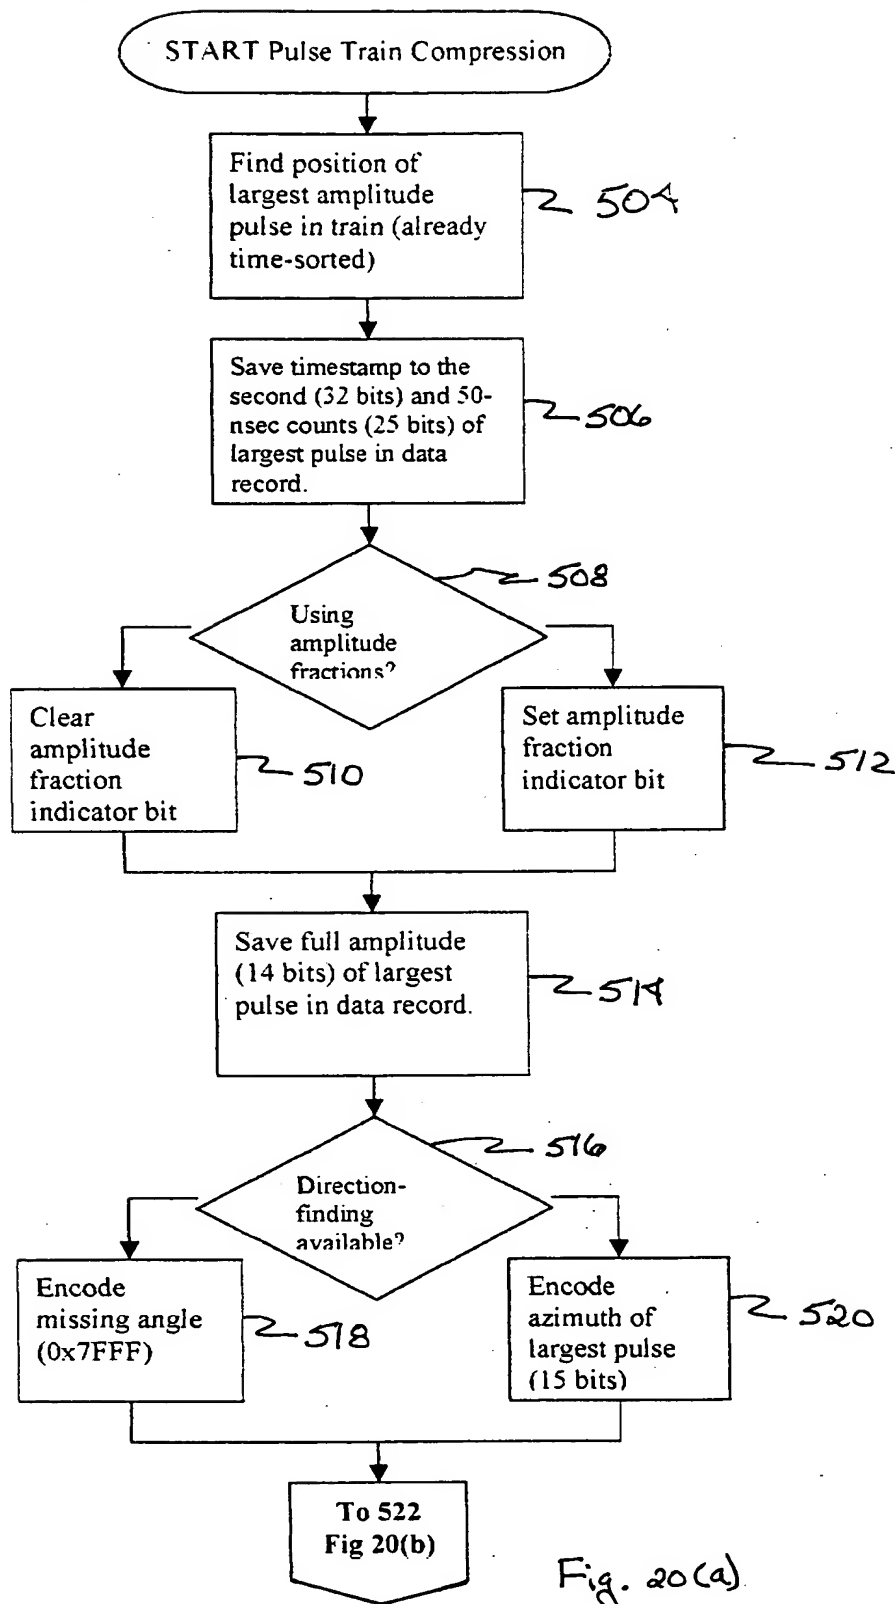 START Pulse Train Compression
Find position of
largest amplitude
pulse in train (already
time-sorted)
504
Save timestamp to the
second (32 bits) and 50-
nsec counts (25 bits) of
largest pulse in data
record.
506
508
Using
amplitude
fractions?
Clear
amplitude
fraction
indicator bit
510
Set amplitude
fraction
indicator bit
512
Save full amplitude
(14 bits) of largest
pulse in data record.
514
516
Direction-
finding
available?
Encode
missing angle
(0x7FFF)
518
Encode
azimuth of
largest pulse
(15 bits)
520
To 522
Fig 20(b)
Fig. 20(a)